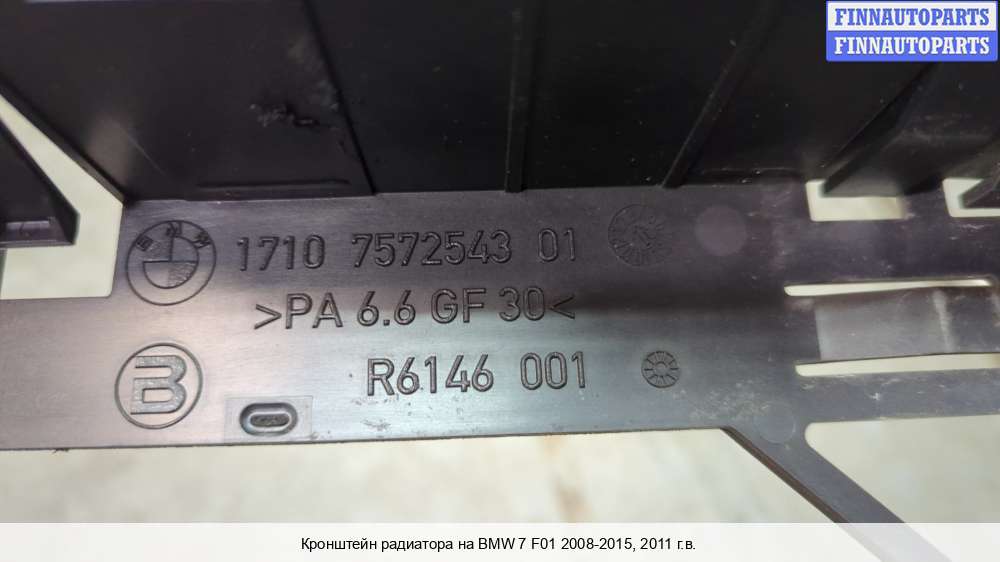 FINNAUTOPARTS
FINNAUTOPARTS
BMW
1710 7572543 01
>PA 6.6 GF 30<
B
R6146 001
Кронштейн радиатора на BMW 7 F01 2008-2015, 2011 г.в.